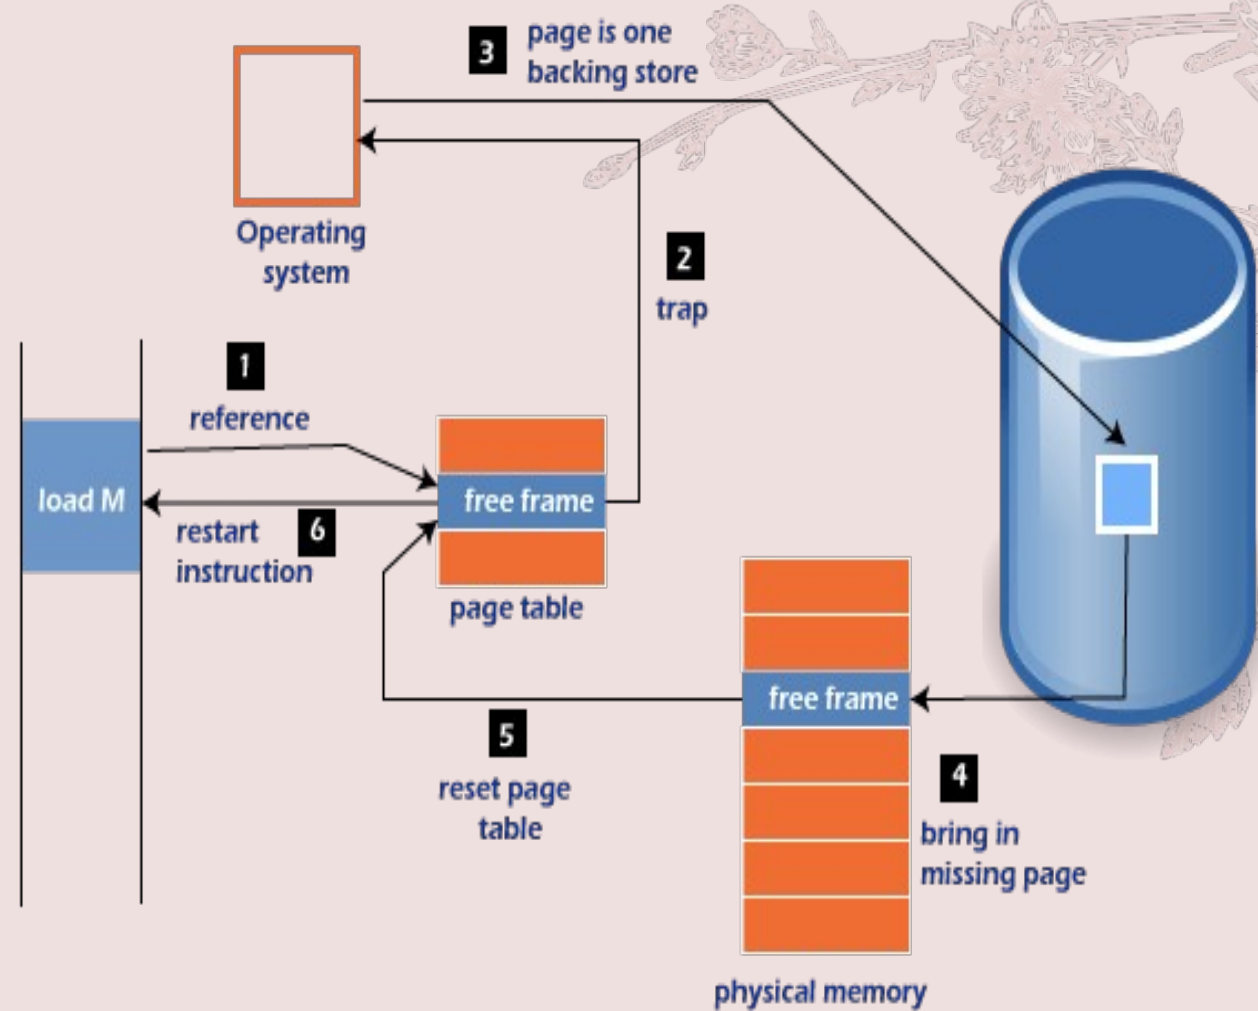 3
page is one
backing store
Operating
system
2
trap
1
reference
load M
free frame
restart
6
instruction
page table
free frame
5
reset page
table
4
bring in
missing page
physical memory